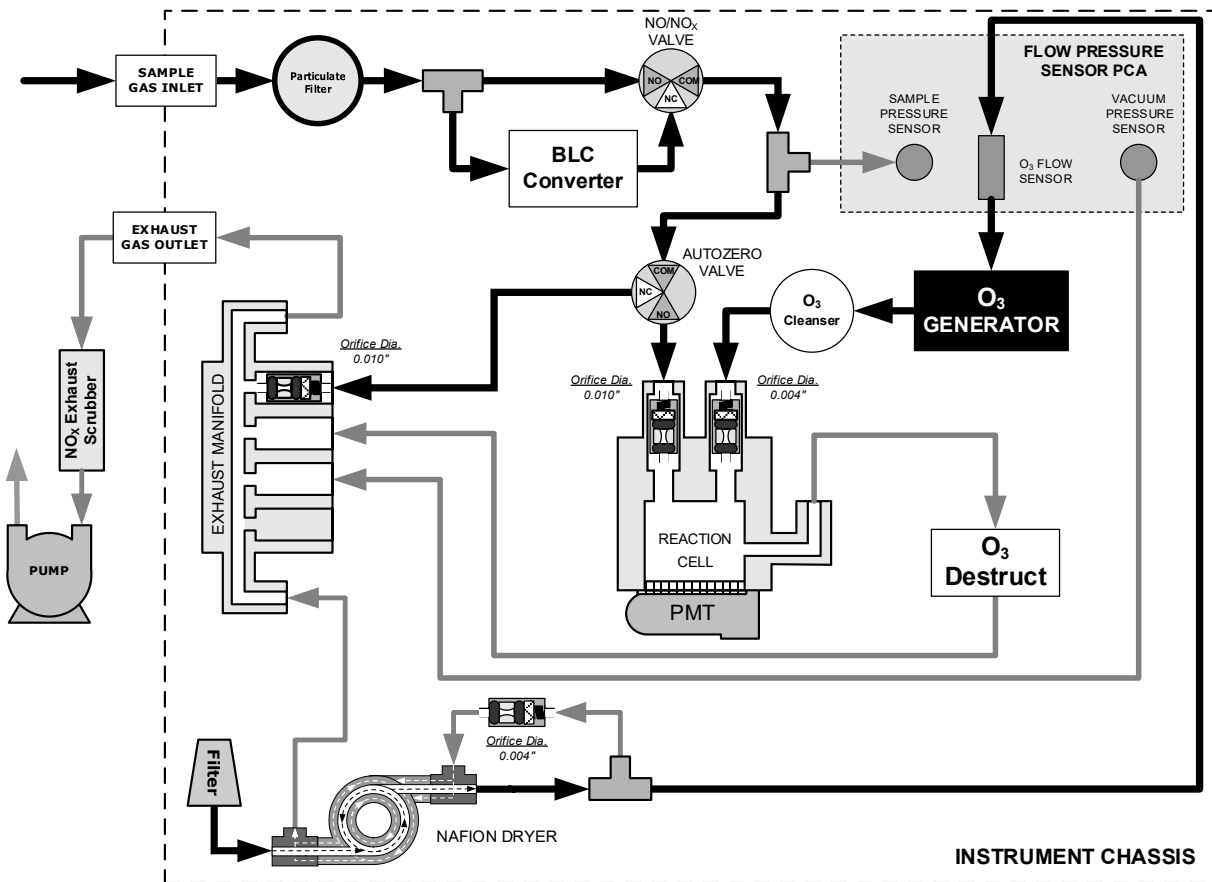 NO/NOX
VALVE
FLOW PRESSURE
SENSOR PCA
SAMPLE
GAS INLET
Particulate
Filter
NO
COM
NC
SAMPLE
PRESSURE
SENSOR
VACUUM
PRESSURE
SENSOR
O3 FLOW
SENSOR
BLC
Converter
EXHAUST
GAS OUTLET
AUTOZERO
VALVE
COM
NC
NO
O3
Cleanser
O3
GENERATOR
Orifice Dia.
0.010"
Orifice Dia.
0.010"
Orifice Dia.
0.004"
NOX Exhaust
Scrubber
EXHAUST MANIFOLD
REACTION
CELL
O3
Destruct
PUMP
PMT
Orifice Dia.
0.004"
Filter
NAFION DRYER
INSTRUMENT CHASSIS